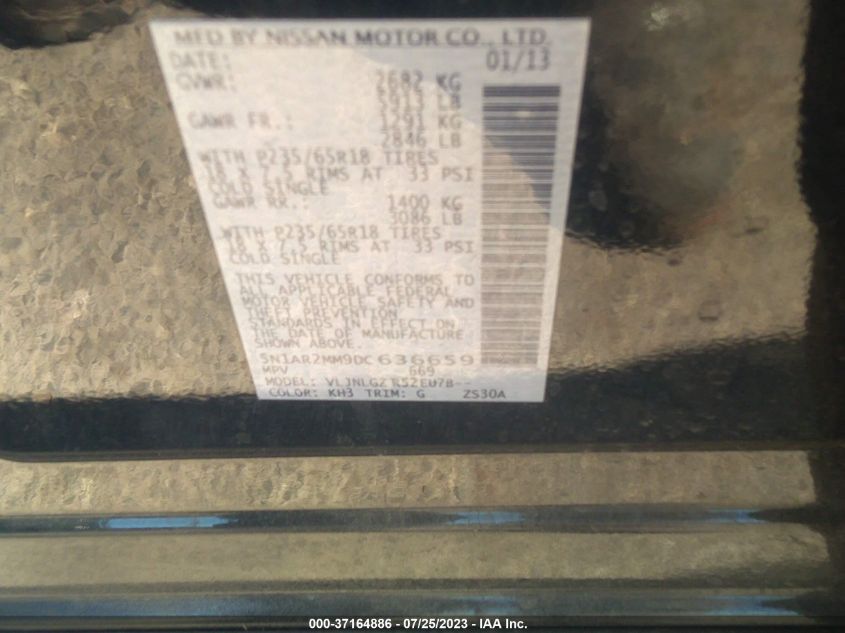 MFD BY NISSAN MOTOR CO., LTD.
DATE: 01/13
GVWR: 2682 KG
5913 LB
GAWR FR.: 1291 KG
2846 LB
WITH P235/65R18 TIRES
18 X 7.5 RIMS AT 33 PSI
COLD SINGLE
GAWR RR.: 1400 KG
3086 LB
WITH P235/65R18 TIRES
18 X 7.5 RIMS AT 33 PSI
COLD SINGLE
THIS VEHICLE CONFORMS TO
ALL APPLICABLE FEDERAL
MOTOR VEHICLE SAFETY AND
THEFT PREVENTION
STANDARDS IN EFFECT ON
THE DATE OF MANUFACTURE
SHOWN ABOVE.
5N1AR2MM9DC636659
MPV 669
MODEL:
COLOR: KH3 TRIM: G ZS30A
000-37164886 - 07/25/2023 - IAA Inc.